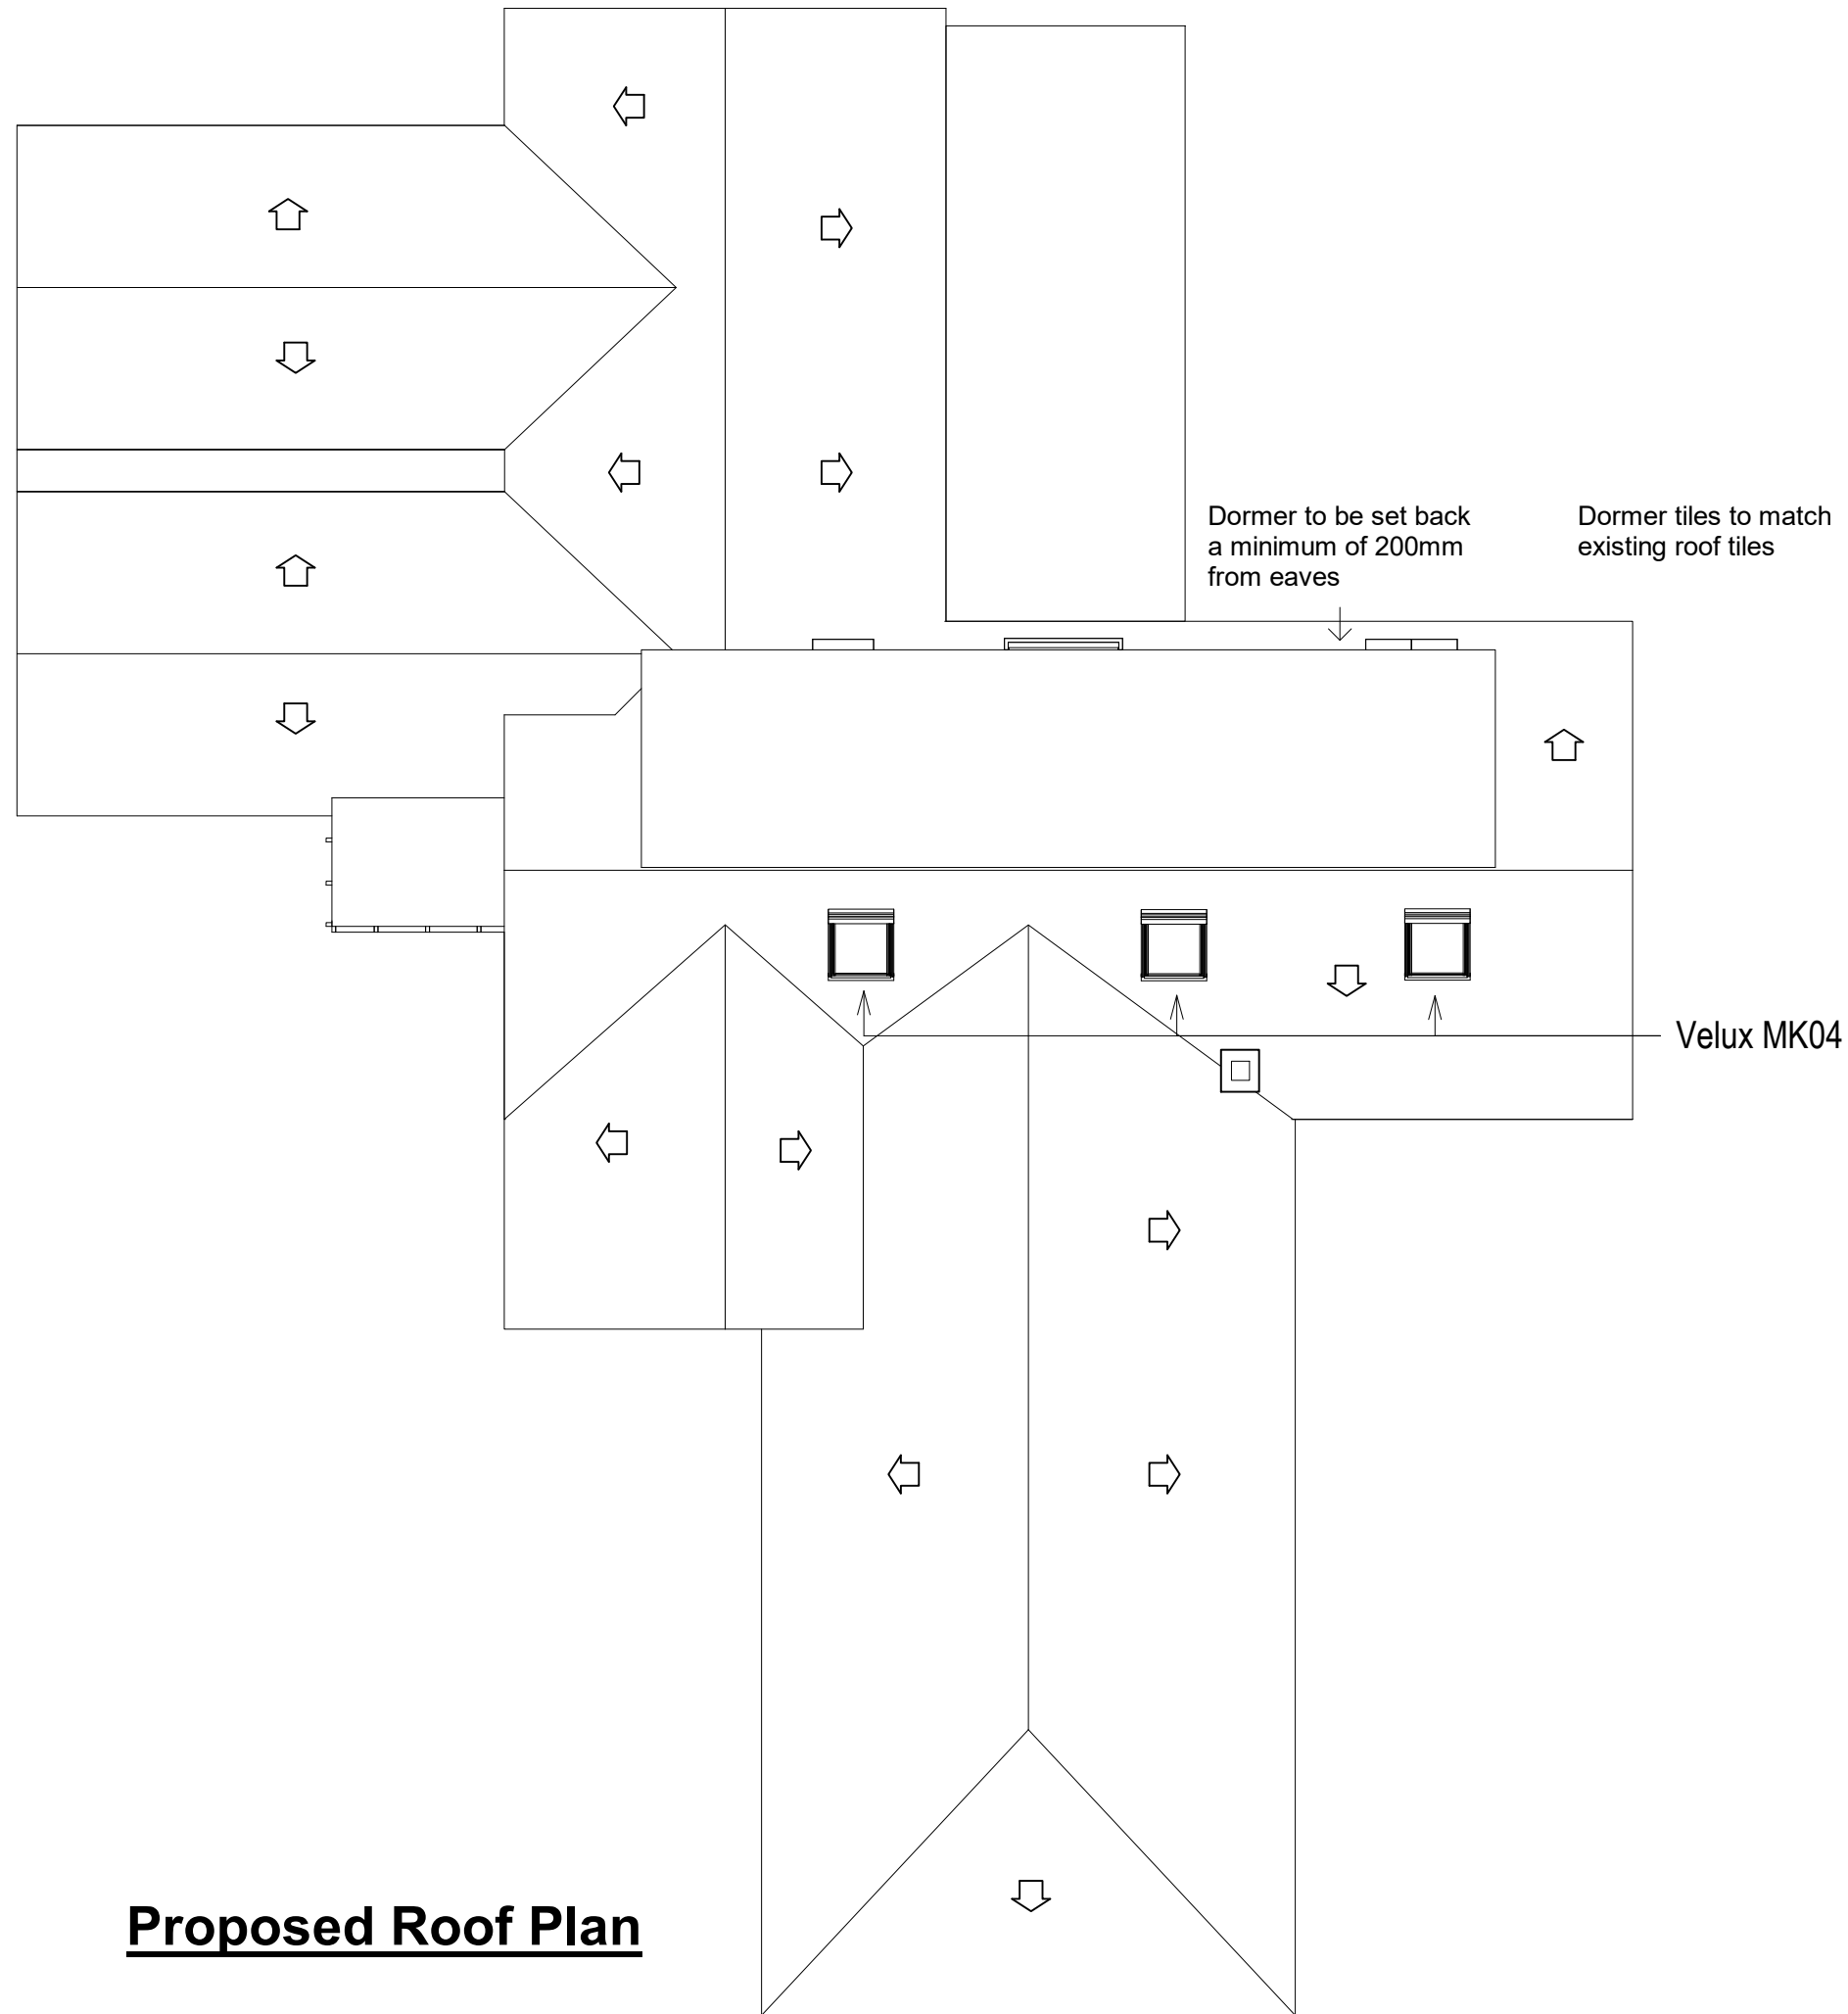 Dormer to be set back
a minimum of 200mm
from eaves
Dormer tiles to match
existing roof tiles
Velux MK04
Proposed Roof Plan